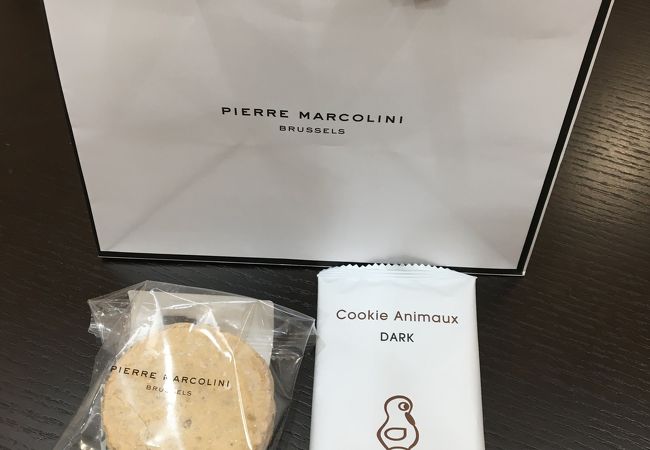 PIERRE MARCOLINI
BRUSSELS
PIERRE MARCOLINI
BRUSSELS
Cookie Animaux
DARK